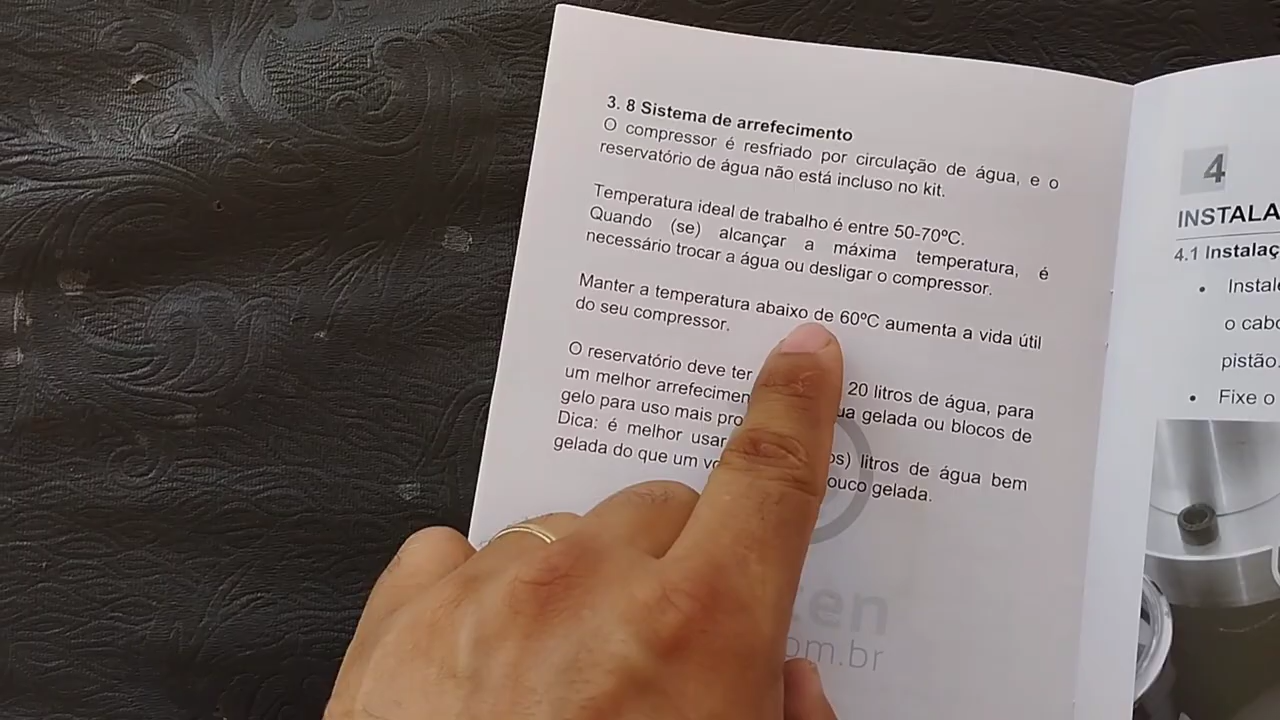 3. 8 Sistema de arrefecimento
O compressor é resfriado por circulação de água, e o
reservatório de água não está incluso no kit.
Temperatura ideal de trabalho é entre 50-70ºC.
Quando (se) alcançar a máxima temperatura, é
necessário trocar a água ou desligar o compressor.
Manter a temperatura abaixo de 60ºC aumenta a vida útil
do seu compressor.
O reservatório deve ter 20 litros de água, para
um melhor gelada ou blocos de
gelo para uso mais
Dica: é melhor usar litros de água bem
gelada do que um gelada.
om.br
4
INSTALA
4.1 Instalaç
• Instale
o cabo
pistão.
• Fixe o